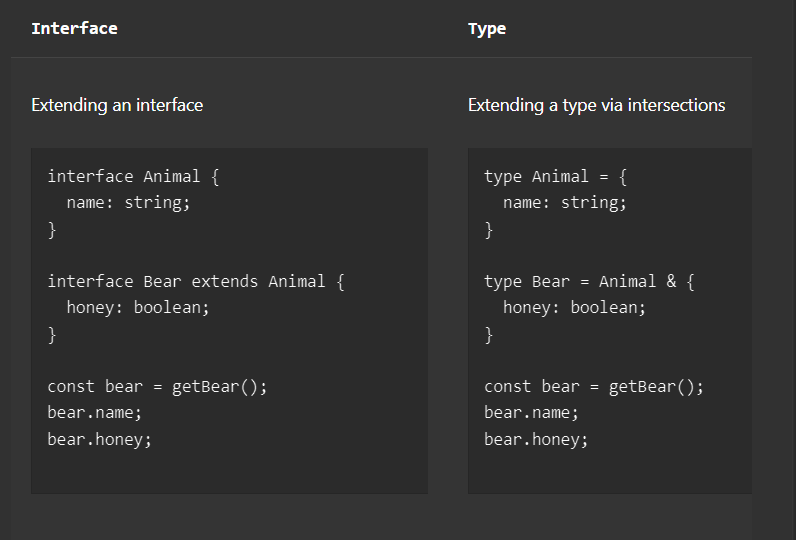 Interface
Type
Extending an interface
Extending a type via intersections
interface Animal {
  name: string;
}

interface Bear extends Animal {
  honey: boolean;
}

const bear = getBear();
bear.name;
bear.honey;
type Animal = {
  name: string;
}

type Bear = Animal & {
  honey: boolean;
}

const bear = getBear();
bear.name;
bear.honey;